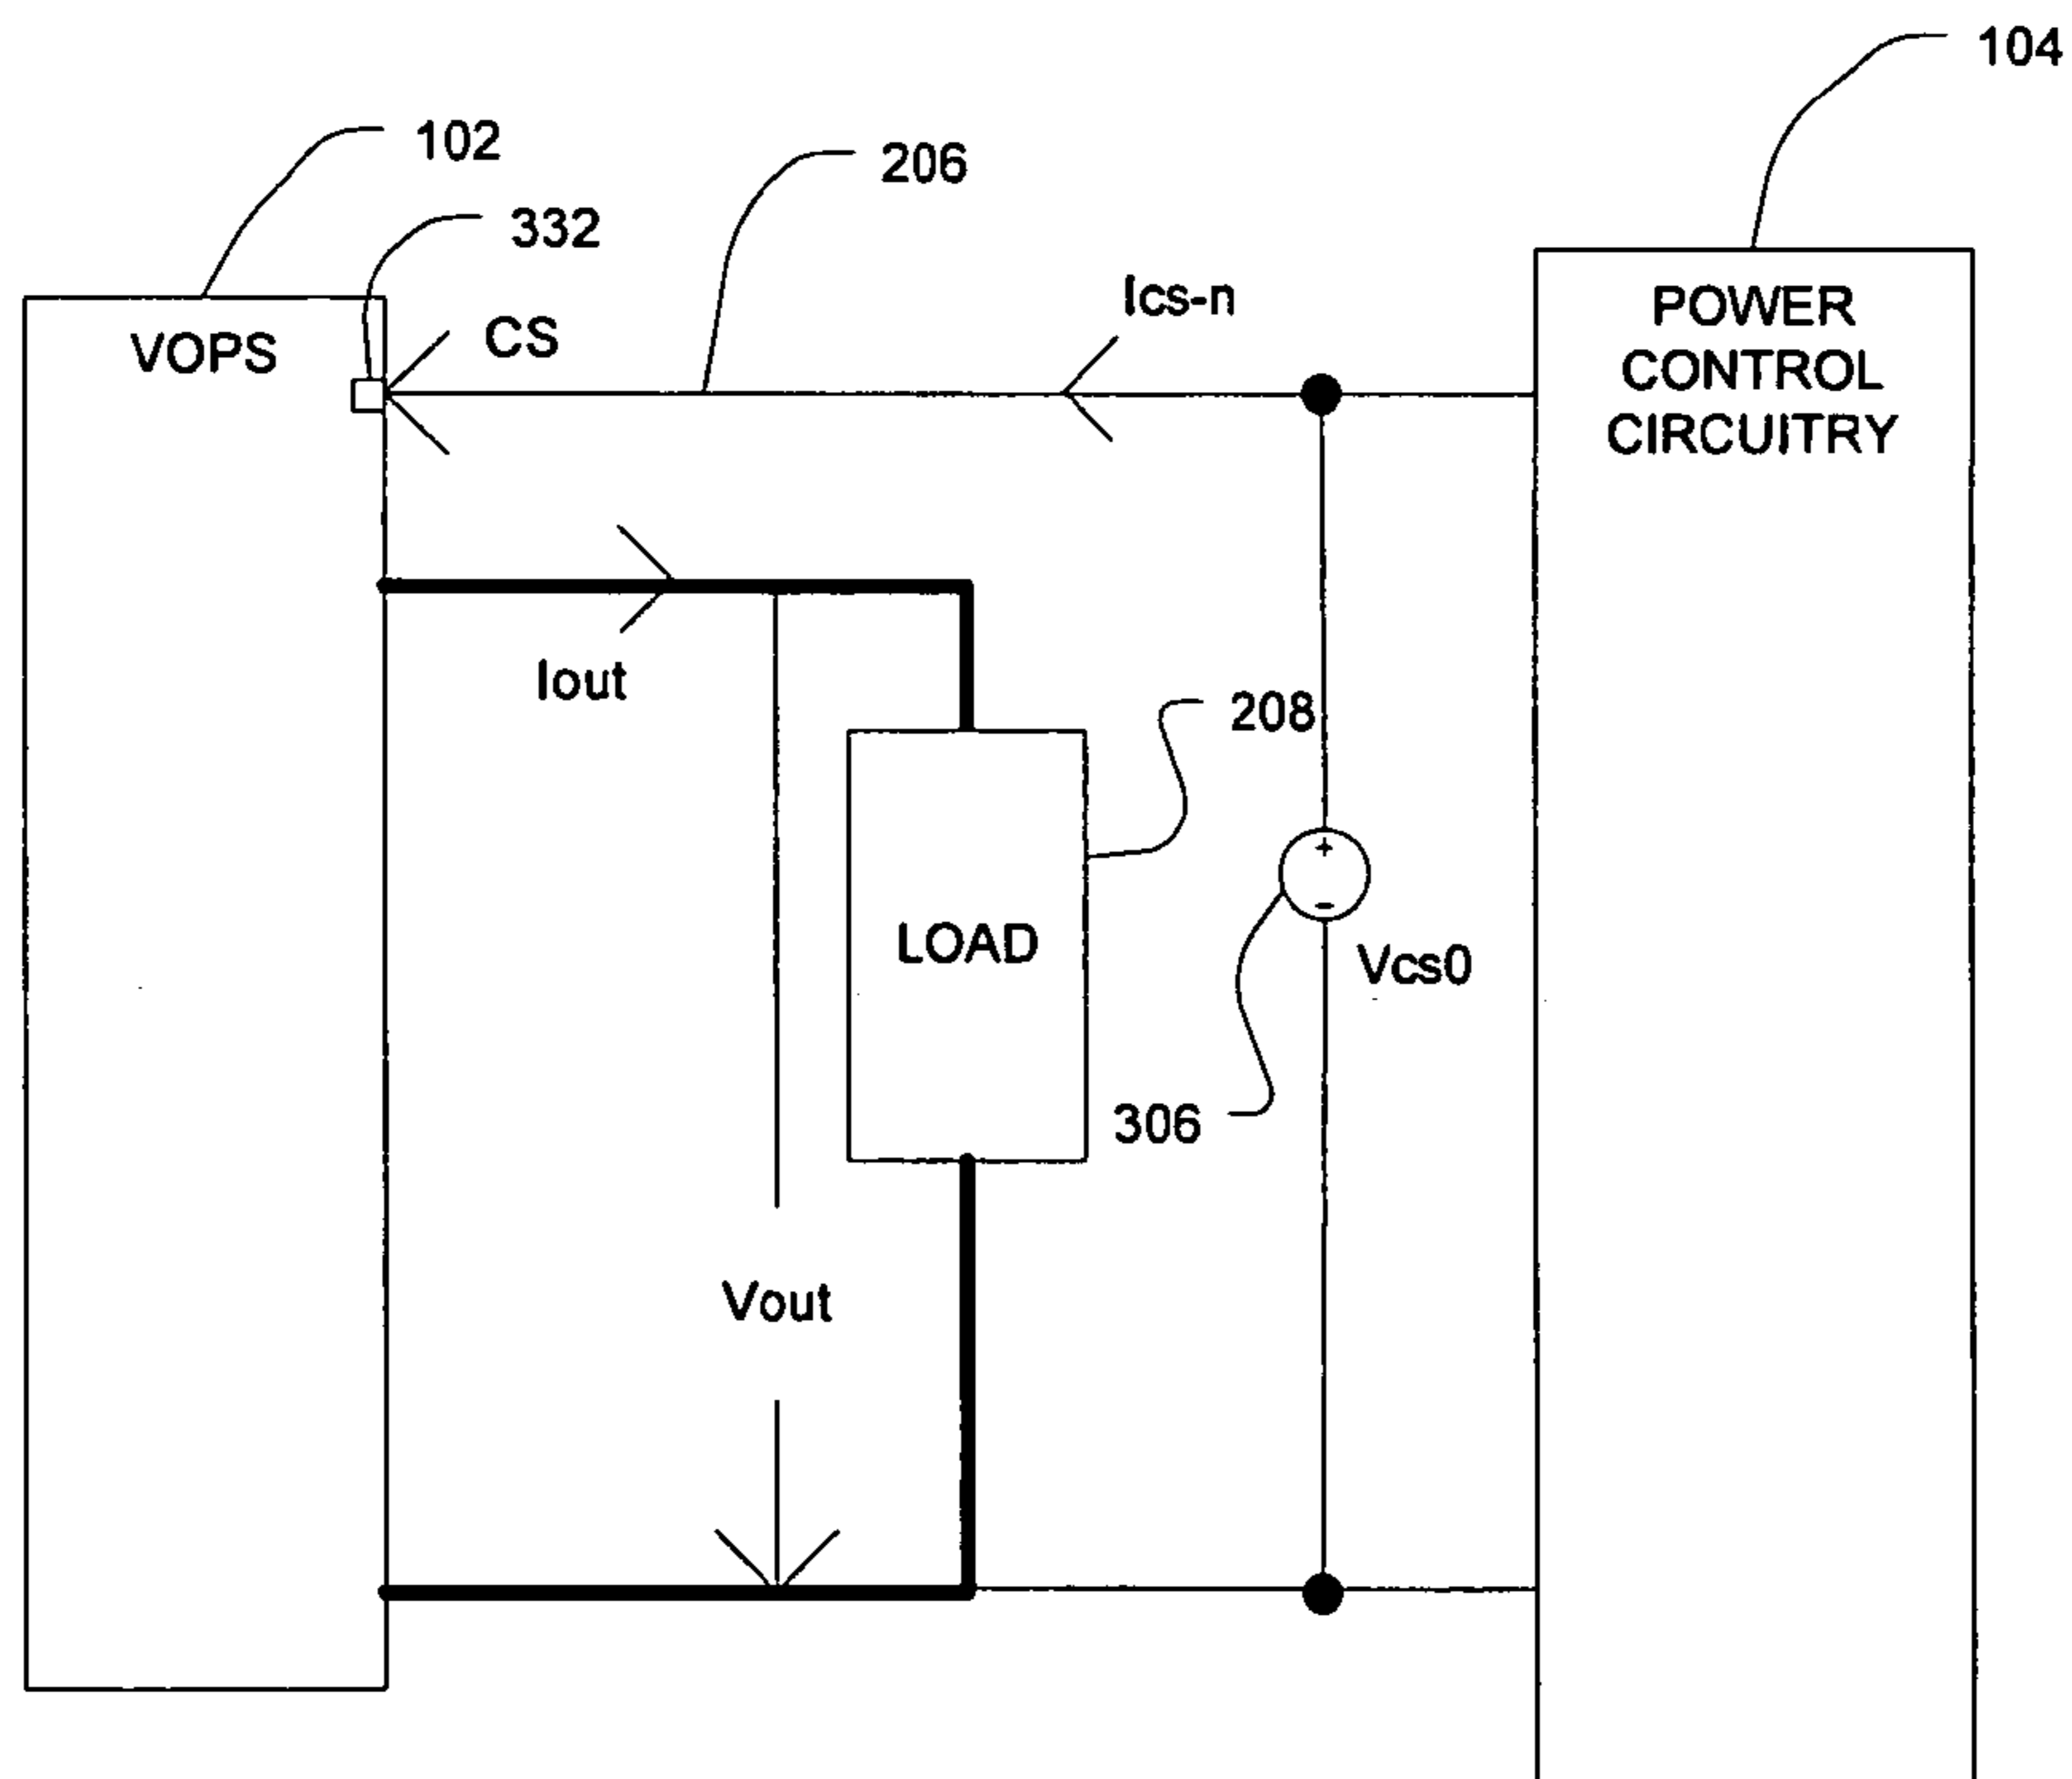 104
102
206
332
Ics-n
POWER
CONTROL
CIRCUITRY
VOPS
CS
Iout
208
+
-
LOAD
Vcs0
306
Vout